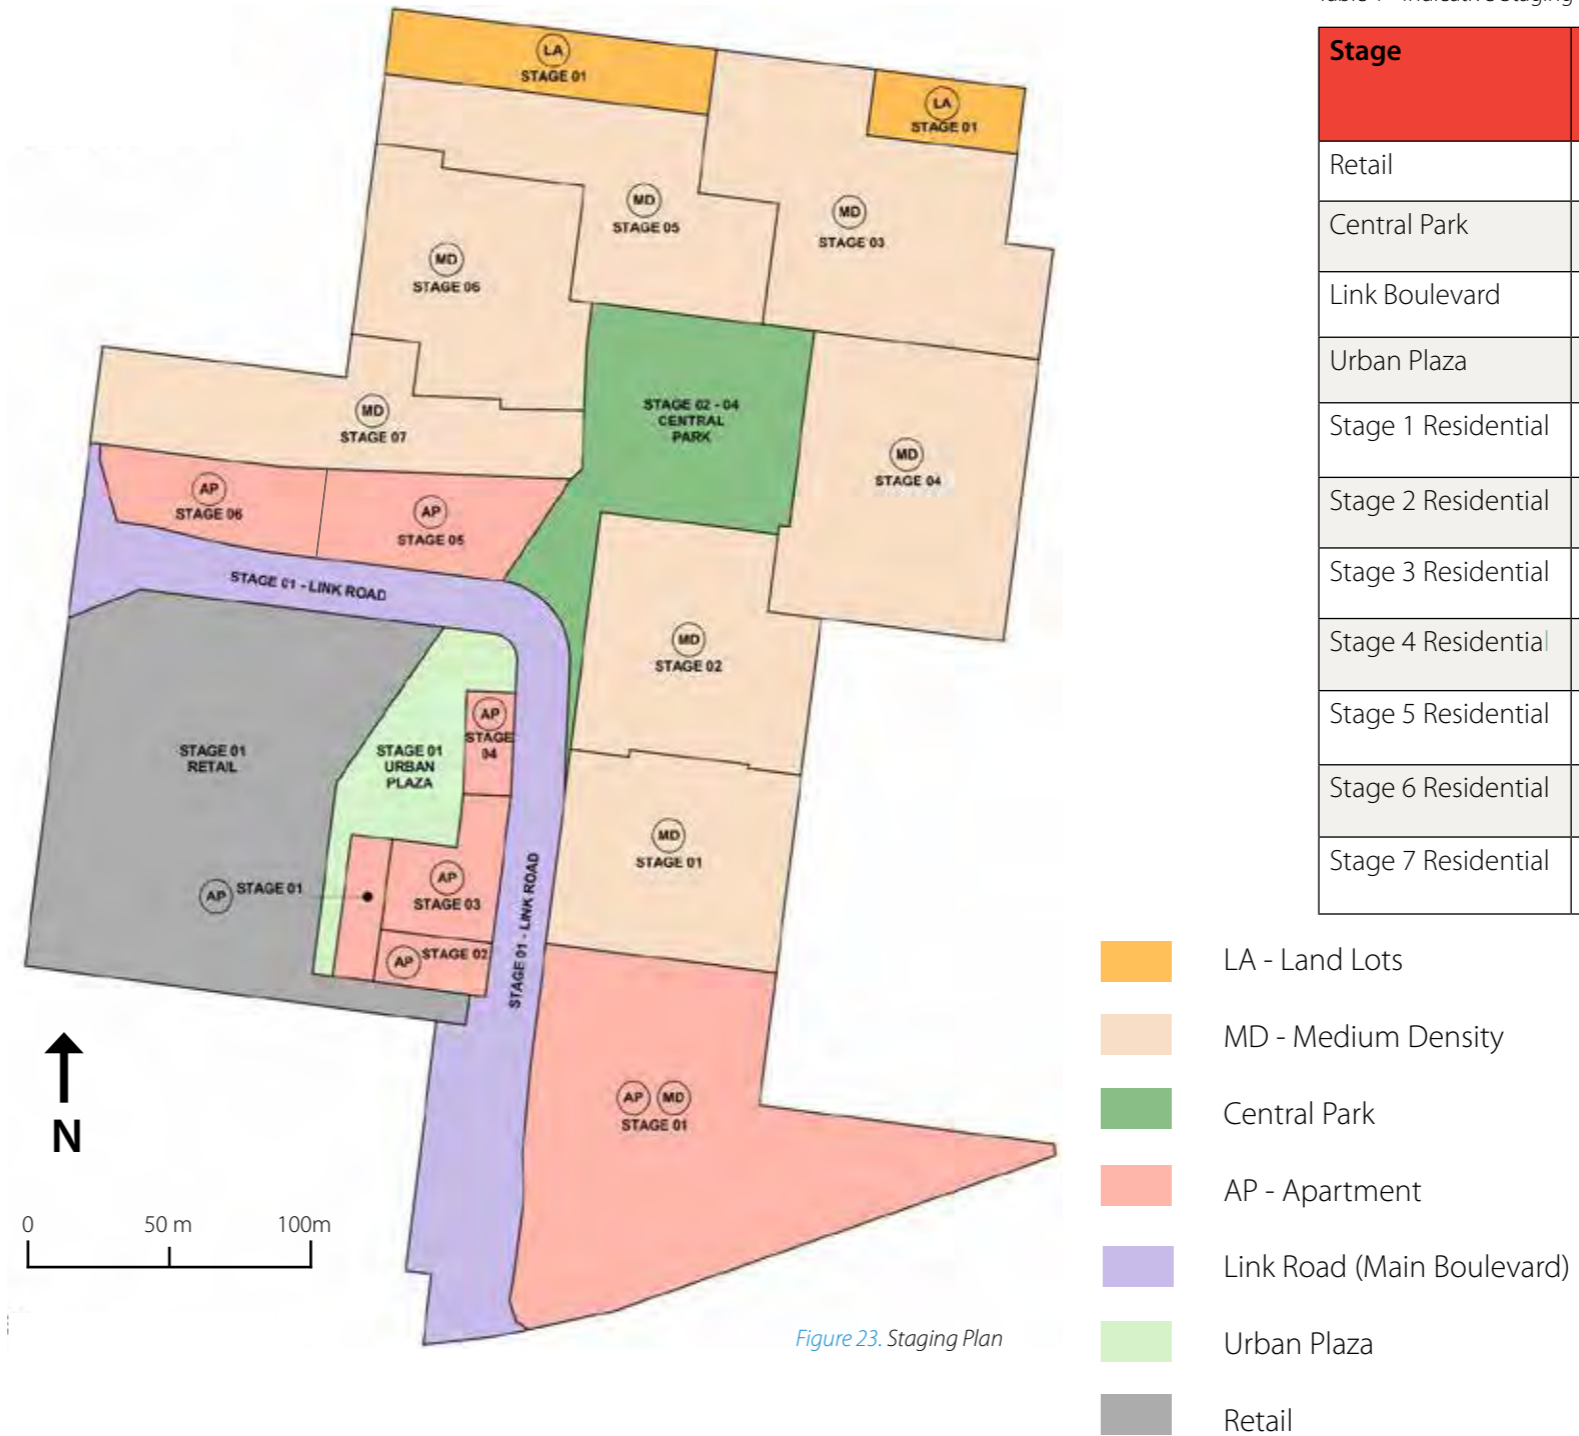 Stage
Retail
Central Park
Link Boulevard
Urban Plaza
Stage 1 Residential
Stage 2 Residential
Stage 3 Residential
Stage 4 Residential
Stage 5 Residential
Stage 6 Residential
Stage 7 Residential
LA
STAGE 01
LA
STAGE 01
MD
STAGE 05
MD
STAGE 03
MD
STAGE 06
MD
STAGE 07
STAGE 02 - 04
CENTRAL
PARK
MD
STAGE 04
AP
STAGE 06
AP
STAGE 05
STAGE 01 - LINK ROAD
MD
STAGE 02
STAGE 01
RETAIL
STAGE 01
URBAN
PLAZA
AP
STAGE
04
MD
STAGE 01
AP STAGE 01
AP
STAGE 03
AP STAGE 02
STAGE 01 - LINK ROAD
AP MD
STAGE 01
N
0 50 m 100m
Figure 23. Staging Plan
LA - Land Lots
MD - Medium Density
Central Park
AP - Apartment
Link Road (Main Boulevard)
Urban Plaza
Retail